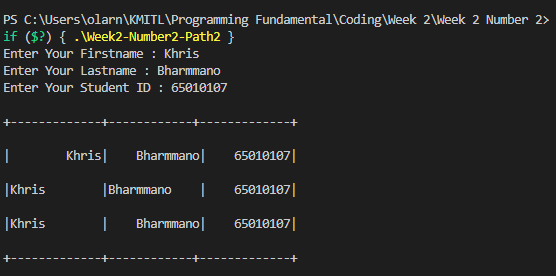 PS C:\Users\olarn\KMITL\Programming Fundamental\Coding\Week 2\Week 2 Number 2>
if ($?) { .\Week2-Number2-Path2 }
Enter Your Firstname : Khris
Enter Your Lastname : Bharmmano
Enter Your Student ID : 65010107
+-------------+------------+-------------+
|        Khris|   Bharmmano|     65010107|
|Khris        |Bharmmano   |     65010107|
|Khris        |   Bharmmano|     65010107|
+-------------+------------+-------------+